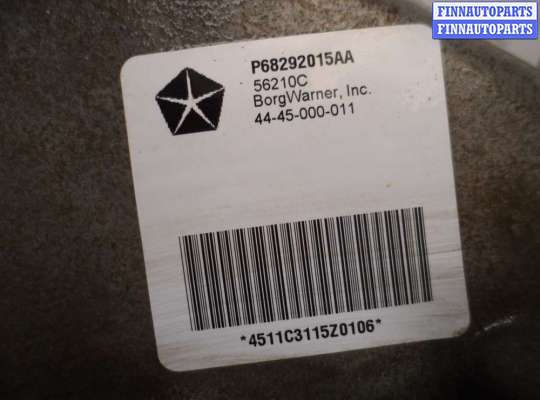 FINNAUTOPARTS
FINNAUTOPARTS
P68292015AA
56210C
BorgWarner, Inc.
44-45-000-011
*4511C3115Z0106*